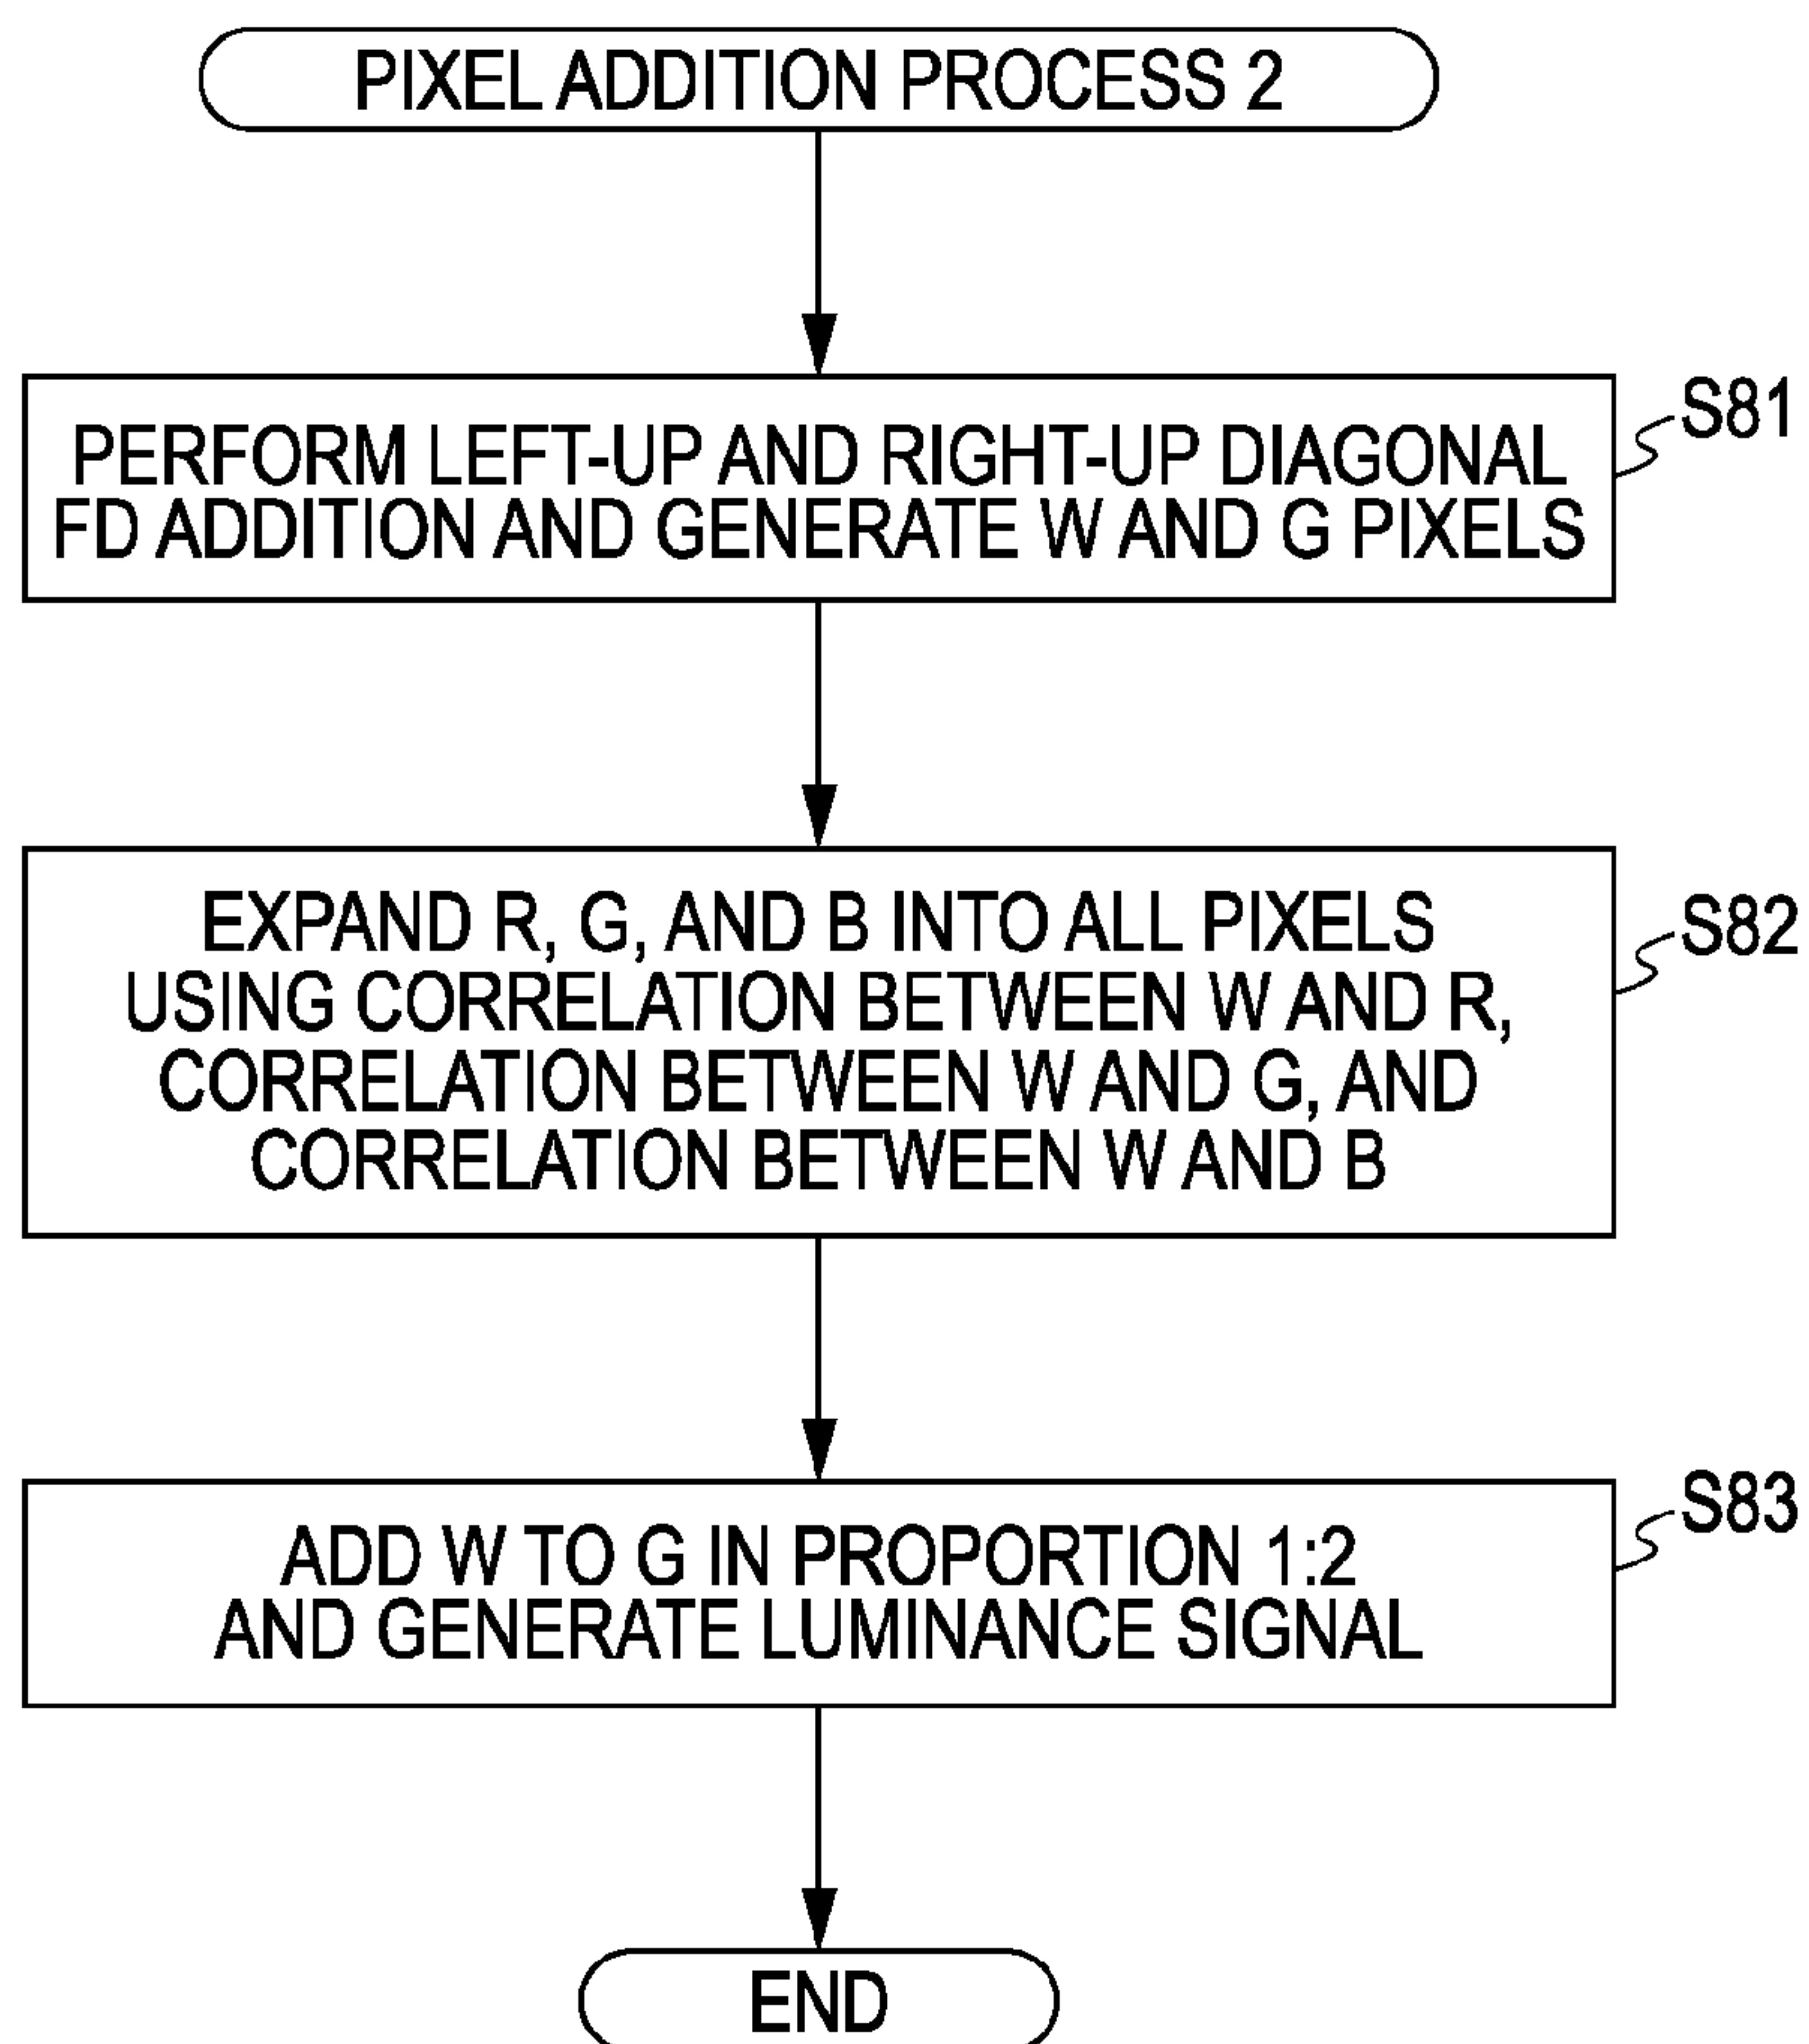 PIXEL ADDITION PROCESS 2
S81
PERFORM LEFT-UP AND RIGHT-UP DIAGONAL
FD ADDITION AND GENERATE W AND G PIXELS
S82
EXPAND R, G, AND B INTO ALL PIXELS
USING CORRELATION BETWEEN W AND R,
CORRELATION BETWEEN W AND G, AND
CORRELATION BETWEEN W AND B
S83
ADD W TO G IN PROPORTION 1:2
AND GENERATE LUMINANCE SIGNAL
END